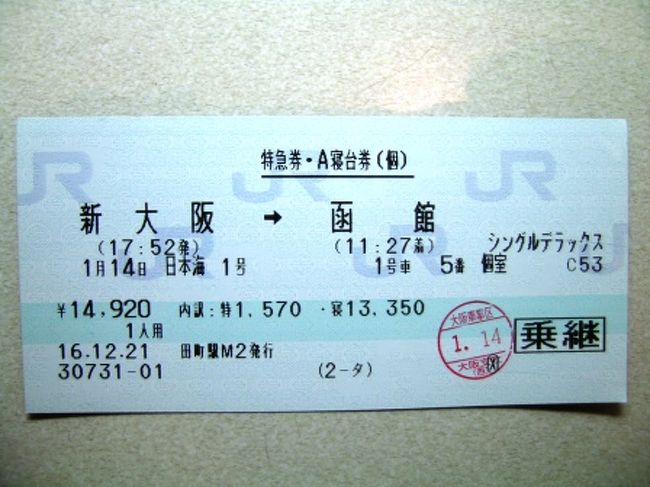 特急券・A寝台券(個)
新大阪 → 函館
(17:52発) (11:27着) シングルデラックス
1月14日 日本海 1号 1号車 5番 個室 C53
¥14,920 内訳:特1,570・寝13,350
1人用
16.12.21 田町駅M2発行
30731-01 (2-タ)
1.14
乗継
JR
JR
JR